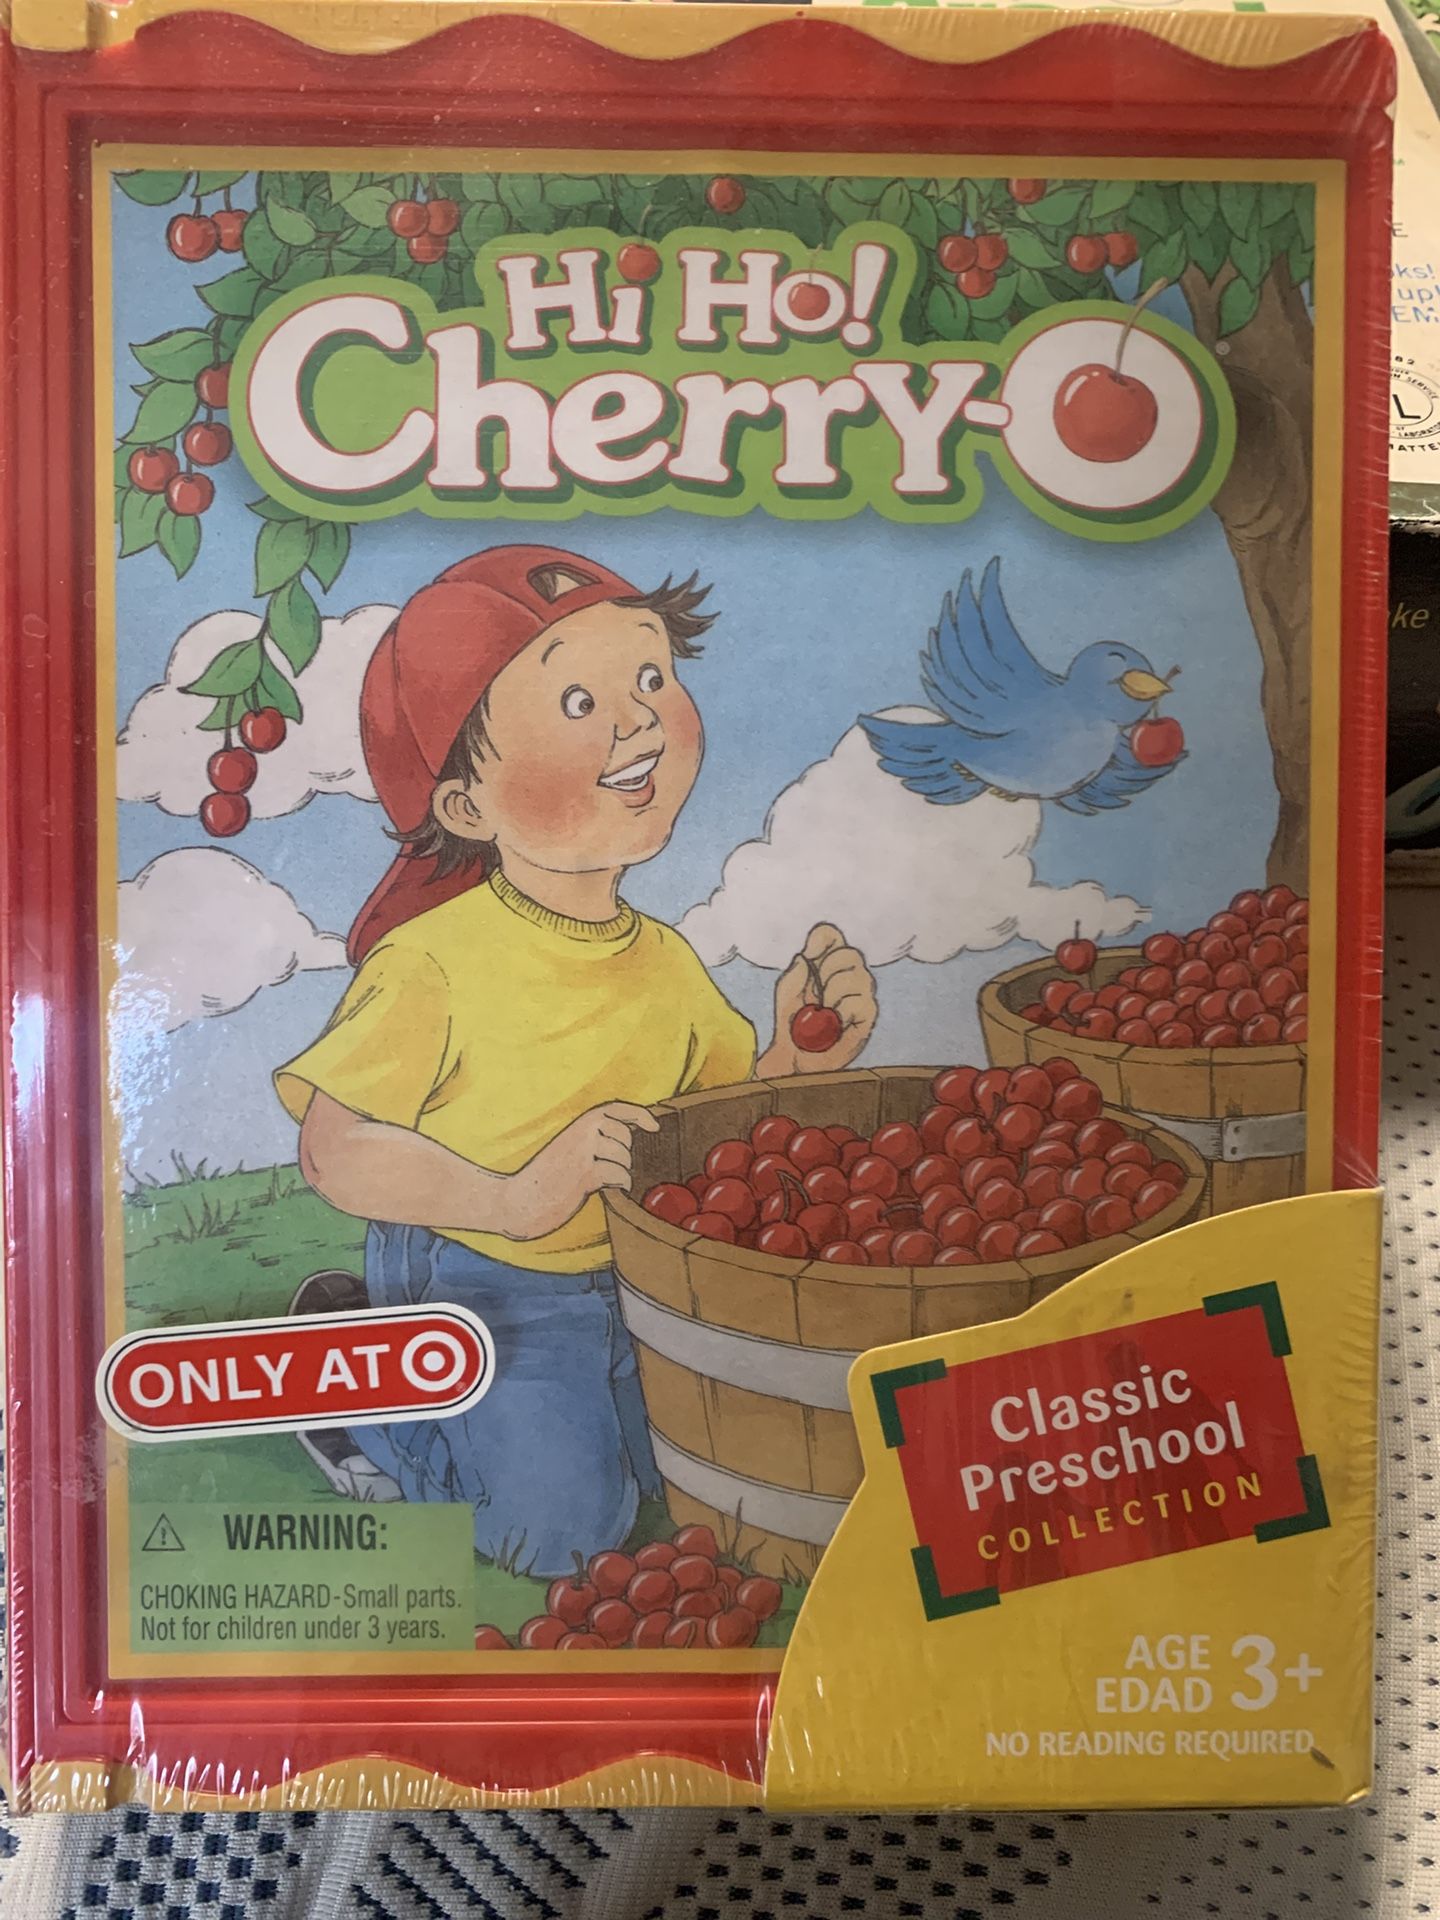 Hi Ho!
Cherry-O
ONLY AT
WARNING:
CHOKING HAZARD-Small parts.
Not for children under 3 years.
Classic
Preschool
COLLECTION
AGE
EDAD 3+
NO READING REQUIRED